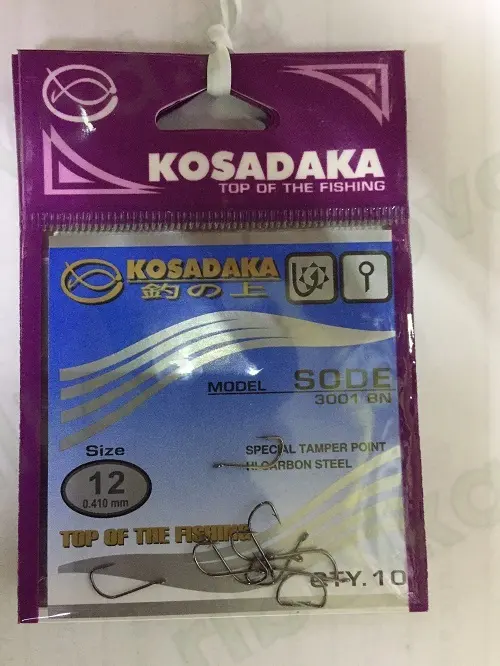 KOSADAKA
TOP OF THE FISHING
KOSADAKA
釣の上
MODEL SODE
3001 BN
SPECIAL TAMPER POINT
HI-CARBON STEEL
Size
12
0.410 mm
TOP OF THE FISHING
QTY. 10